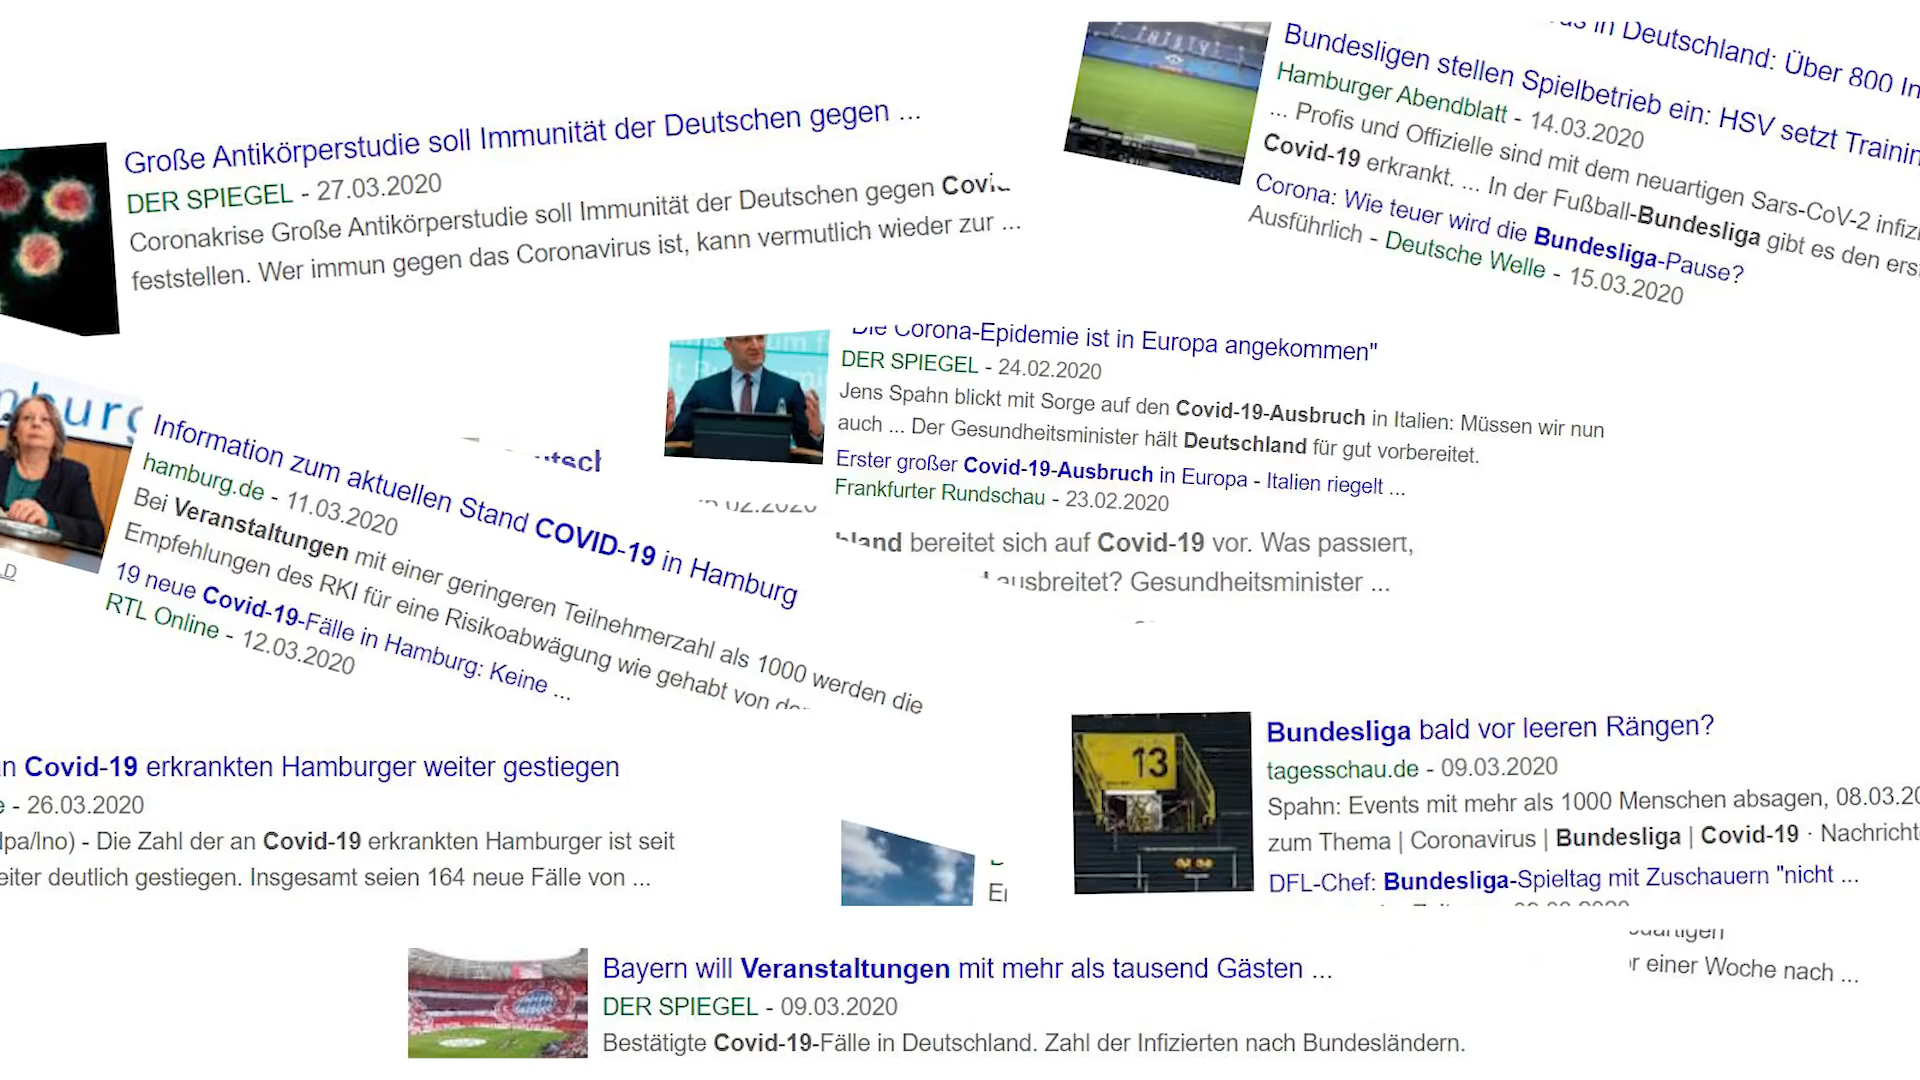 Große Antikörperstudie soll Immunität der Deutschen gegen ...
DER SPIEGEL - 27.03.2020
Coronakrise Große Antikörperstudie soll Immunität der Deutschen gegen
feststellen. Wer immun gegen das Coronavirus ist, kann vermutlich wieder zur ...
in Deutschland: Über 800
Bundesligen stellen Spielbetrieb ein: HSV setzt
Hamburger Abendblatt - 14.03.2020
... Profis und Offizielle sind mit dem neuartigen Sars-CoV-2
Covid-19 erkrankt. ... In der Fußball-Bundesliga gibt es den
Corona: Wie teuer wird die Bundesliga-Pause?
Ausführlich - Deutsche Welle - 15.03.2020
Die Corona-Epidemie ist in Europa angekommen"
DER SPIEGEL - 24.02.2020
Jens Spahn blickt mit Sorge auf den Covid-19-Ausbruch in Italien: Müssen wir nun
auch ... Der Gesundheitsminister hält Deutschland für gut vorbereitet.
Erster großer Covid-19-Ausbruch in Europa - Italien riegelt ...
Frankfurter Rundschau - 23.02.2020
bereitet sich auf Covid-19 vor. Was passiert,
ausbreitet? Gesundheitsminister ...
Information zum aktuellen Stand COVID-19 in Hamburg
hamburg.de - 11.03.2020
Bei Veranstaltungen mit einer geringeren Teilnehmerzahl als 1000 werden die
Empfehlungen des RKI für eine Risikoabwägung wie gehabt von
19 neue Covid-19-Fälle in Hamburg: Keine ...
RTL Online - 12.03.2020
Covid-19 erkrankten Hamburger weiter gestiegen
- 26.03.2020
- Die Zahl der an Covid-19 erkrankten Hamburger ist seit
deutlich gestiegen. Insgesamt seien 164 neue Fälle von ...
13
Bundesliga bald vor leeren Rängen?
tagesschau.de - 09.03.2020
Spahn: Events mit mehr als 1000 Menschen absagen,
zum Thema | Coronavirus | Bundesliga | Covid-19 ·
DFL-Chef: Bundesliga-Spieltag mit Zuschauern "nicht ...
einer Woche nach ...
Bayern will Veranstaltungen mit mehr als tausend Gästen ...
DER SPIEGEL - 09.03.2020
Bestätigte Covid-19-Fälle in Deutschland. Zahl der Infizierten nach Bundesländern.